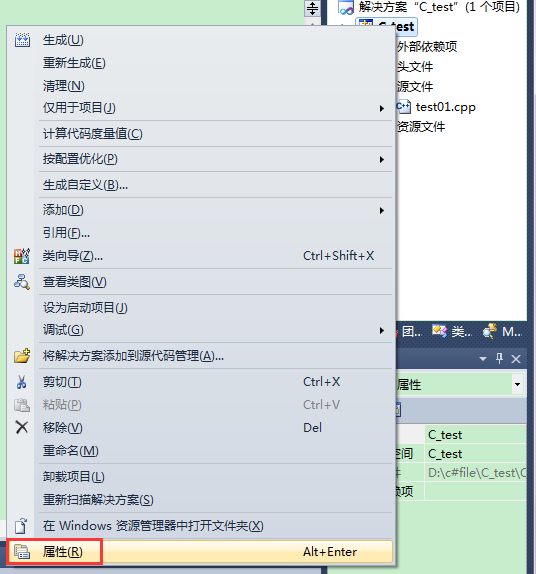 解决方案“C_test”(1 个项目)
C_test
外部依赖项
头文件
源文件
test01.cpp
资源文件
生成(U)
重新生成(E)
清理(N)
仅用于项目(J)
计算代码度量值(C)
按配置优化(P)
生成自定义(B)...
添加(D)
引用(F)...
类向导(Z)... Ctrl+Shift+X
查看类图(V)
设为启动项目(J)
调试(G)
将解决方案添加到源代码管理(A)...
剪切(T) Ctrl+X
粘贴(P) Ctrl+V
移除(V) Del
重命名(M)
卸载项目(L)
重新扫描解决方案(S)
在 Windows 资源管理器中打开文件夹(X)
属性(R) Alt+Enter
团... 类... M...
属性
C_test
空间 C_test
件 D:\c#file\C_test\C
赖项